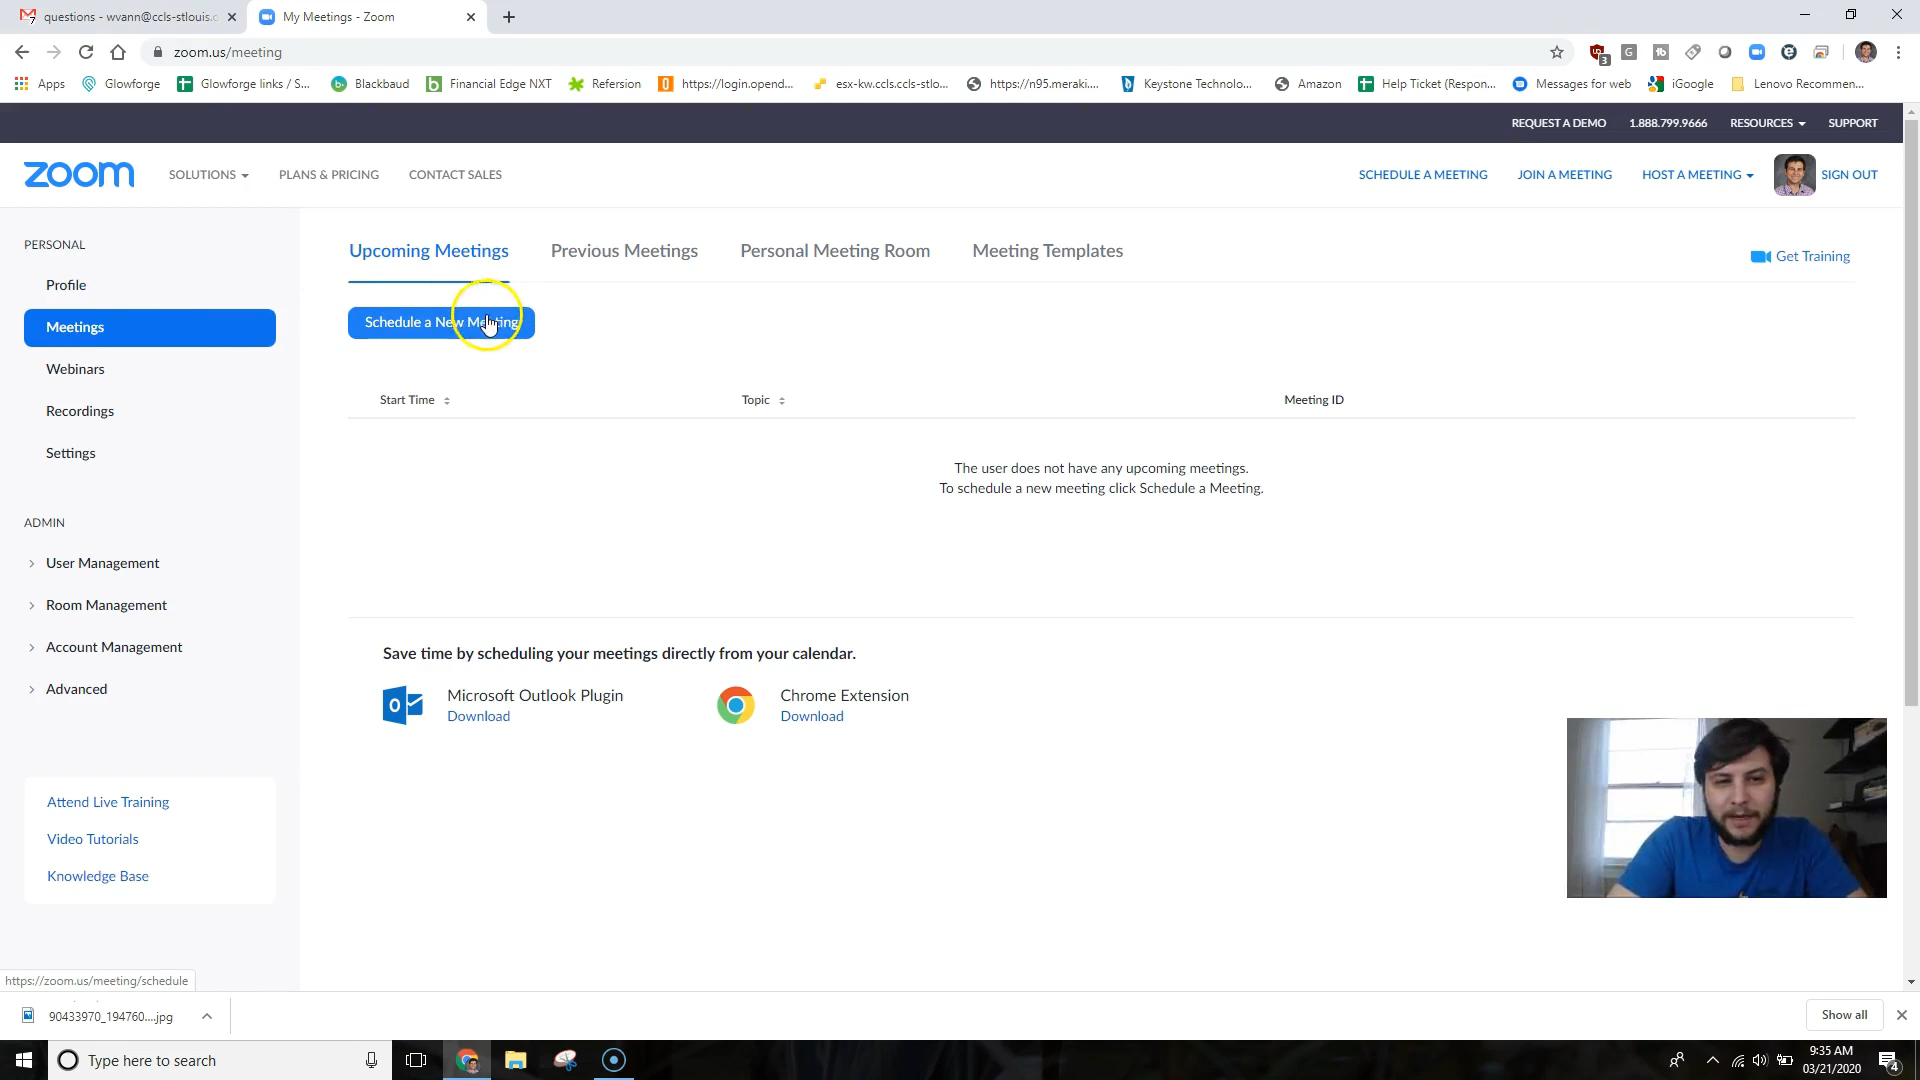 questions - wvann@ccls-stlouis.o
My Meetings - Zoom
zoom.us/meeting
3
G
Apps
Glowforge
Glowforge links / S...
Blackbaud
Financial Edge NXT
Refersion
https://login.opend...
esx-kw.ccls.ccls-stlo...
https://n95.meraki....
Keystone Technolo...
Amazon
Help Ticket (Respon...
Messages for web
iGoogle
Lenovo Recommen...
REQUEST A DEMO
1.888.799.9666
RESOURCES
SUPPORT
zoom
SOLUTIONS
PLANS & PRICING
CONTACT SALES
SCHEDULE A MEETING
JOIN A MEETING
HOST A MEETING
SIGN OUT
PERSONAL
Profile
Meetings
Webinars
Recordings
Settings
ADMIN
User Management
Room Management
Account Management
Advanced
Attend Live Training
Video Tutorials
Knowledge Base
Upcoming Meetings
Previous Meetings
Personal Meeting Room
Meeting Templates
Get Training
Schedule a New Meeting
Start Time
Topic
Meeting ID
The user does not have any upcoming meetings.
To schedule a new meeting click Schedule a Meeting.
Save time by scheduling your meetings directly from your calendar.
Microsoft Outlook Plugin
Download
Chrome Extension
Download
https://zoom.us/meeting/schedule
90433970_194760....jpg
Show all
Type here to search
9:35 AM
03/21/2020
4